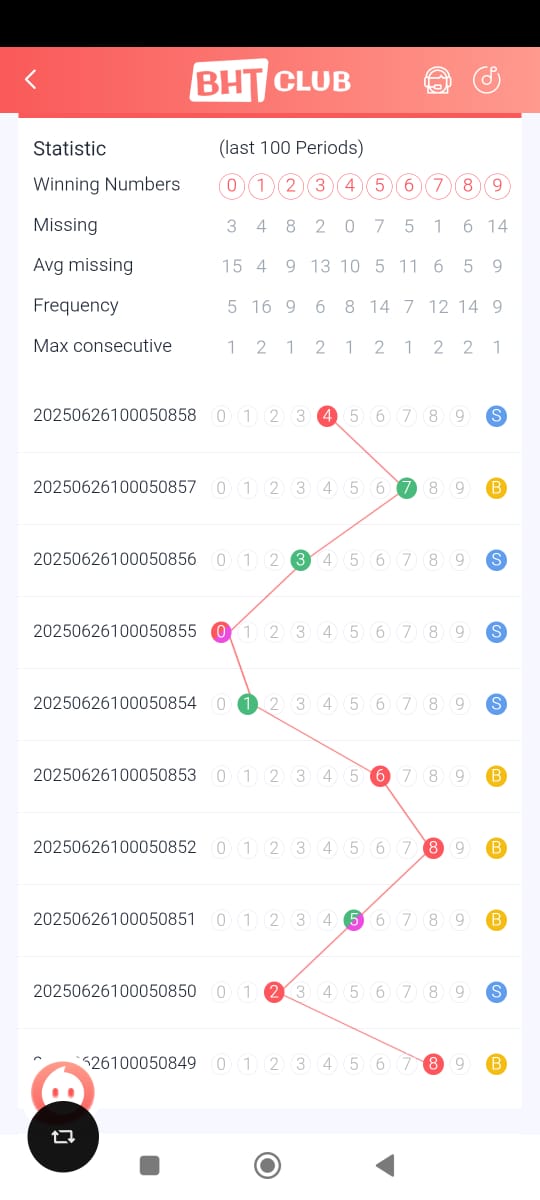 BHT CLUB
Statistic (last 100 Periods)
Winning Numbers 0 1 2 3 4 5 6 7 8 9
Missing 3 4 8 2 0 7 5 1 6 14
Avg missing 15 4 9 13 10 5 11 6 5 9
Frequency 5 16 9 6 8 14 7 12 14 9
Max consecutive 1 2 1 2 1 2 1 2 2 1
20250626100050858 0 1 2 3 4 5 6 7 8 9 S
20250626100050857 0 1 2 3 4 5 6 7 8 9 B
20250626100050856 0 1 2 3 4 5 6 7 8 9 S
20250626100050855 0 1 2 3 4 5 6 7 8 9 S
20250626100050854 0 1 2 3 4 5 6 7 8 9 S
20250626100050853 0 1 2 3 4 5 6 7 8 9 B
20250626100050852 0 1 2 3 4 5 6 7 8 9 B
20250626100050851 0 1 2 3 4 5 6 7 8 9 B
20250626100050850 0 1 2 3 4 5 6 7 8 9 S
626100050849 0 1 2 3 4 5 6 7 8 9 B